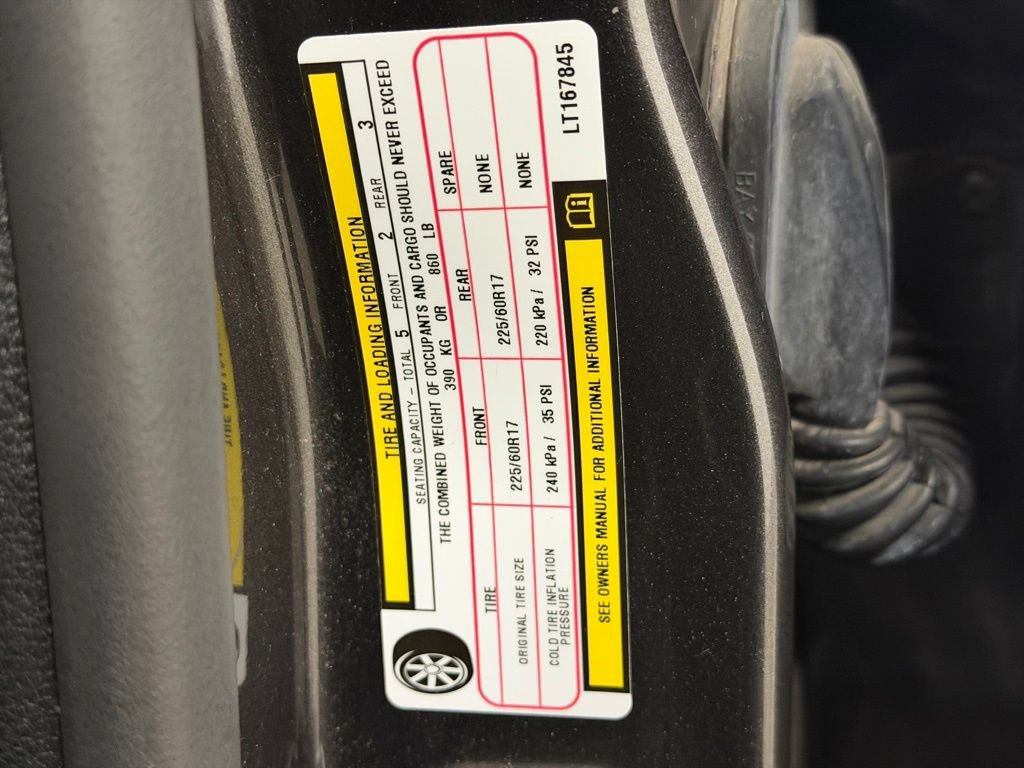 TIRE AND LOADING INFORMATION
SEATING CAPACITY – TOTAL 5 FRONT 2 REAR 3
THE COMBINED WEIGHT OF OCCUPANTS AND CARGO SHOULD NEVER EXCEED
390 KG OR 860 LB
TIRE FRONT REAR SPARE
ORIGINAL TIRE SIZE 225/60R17 225/60R17 NONE
COLD TIRE INFLATION
PRESSURE 240 kPa / 35 PSI 220 kPa / 32 PSI NONE
SEE OWNERS MANUAL FOR ADDITIONAL INFORMATION
LT167845